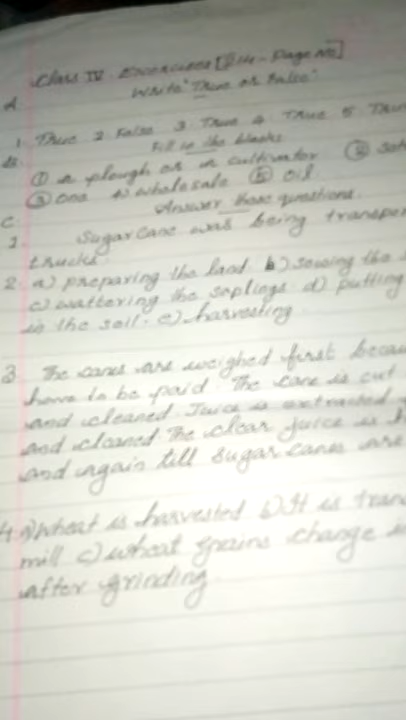 Class IV Excercises
Write 'True or False'
A.
1. True 2. False 3. True 4. True 5. True
B. Fill in the blanks
① a plough or a cultivator ②
③ one ④ wholesale ⑤ oil
C. Answer these questions.
1. Sugarcane was being
trucks.
2. a) preparing the land. b) sowing the
c) wattering the saplings d) putting
in the soil. e) harvesting
3. The canes are weighed first
have to be paid. The cane is cut
and cleaned. Juice is extracted
and cleaned The clear juice is
and again till sugar canes are
4. a) Wheat is harvested b) It is
mill c) wheat grains change
after grinding